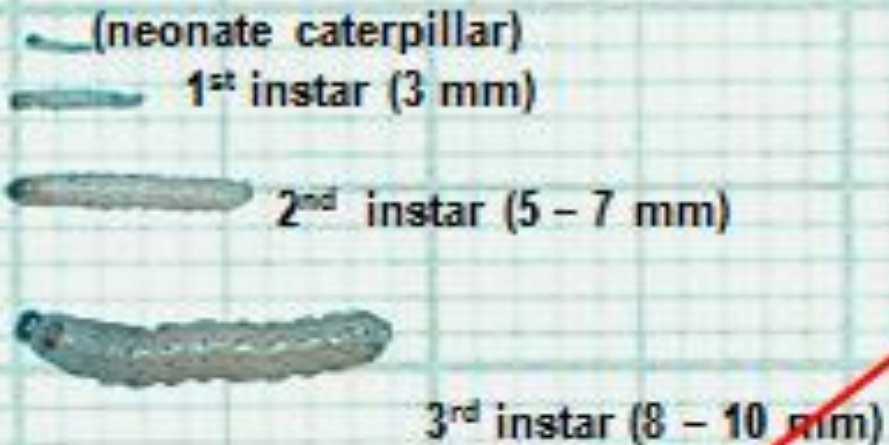 (neonate caterpillar)
1st instar (3 mm)
2nd instar (5 – 7 mm)
3rd instar (8 – 10 mm)